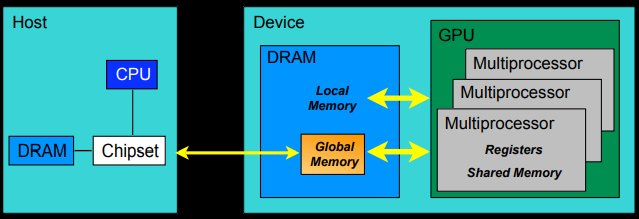 Host
CPU
DRAM
Chipset
Device
DRAM
Local
Memory
Global
Memory
GPU
Multiprocessor
Multiprocessor
Multiprocessor
Registers
Shared Memory